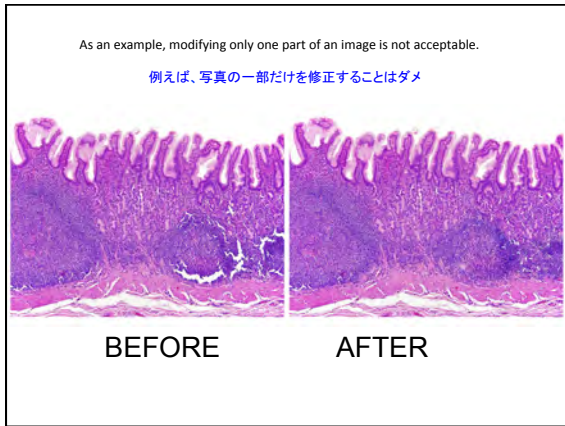 As an example, modifying only one part of an image is not acceptable.
例えば、写真の一部だけを修正することはダメ
BEFORE
AFTER